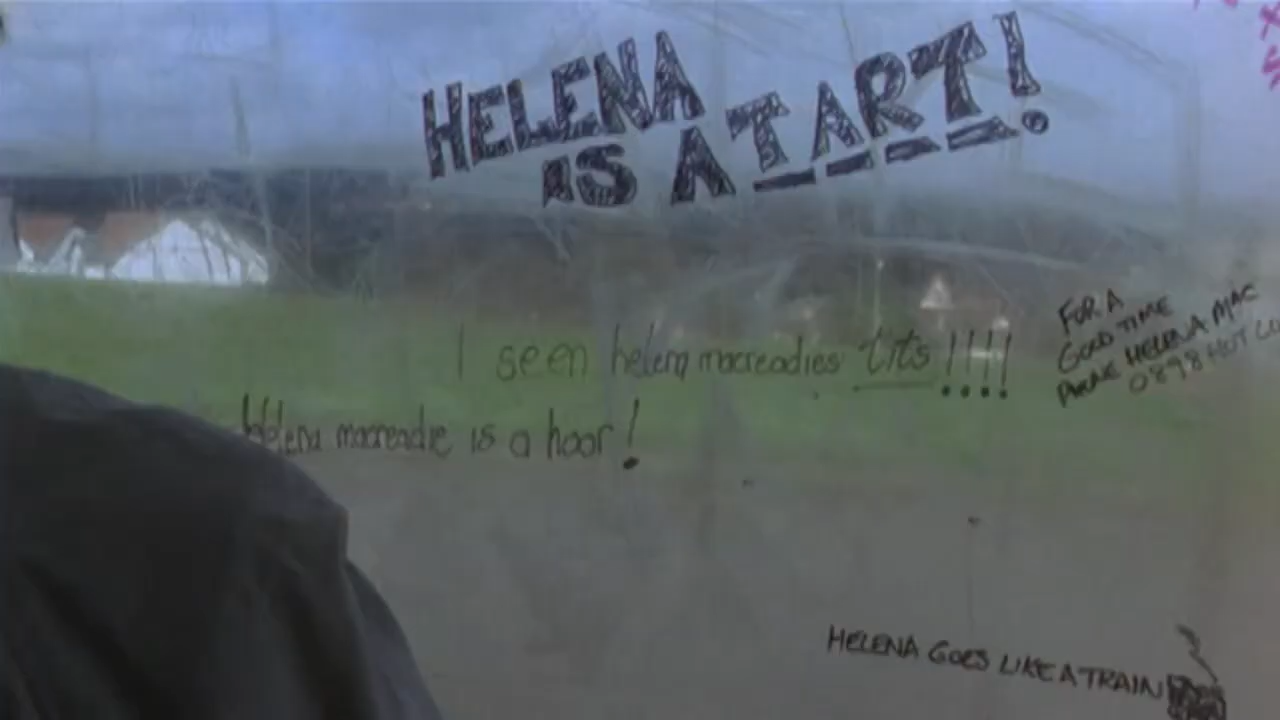 HELENA
IS A TART!
I seen helena macreadies tits!!!!
FOR A
GOOD TIME
PHONE HELENA MAC
0898 HOT
Helena macreadie is a hoor!
HELENA GOES LIKE A TRAIN